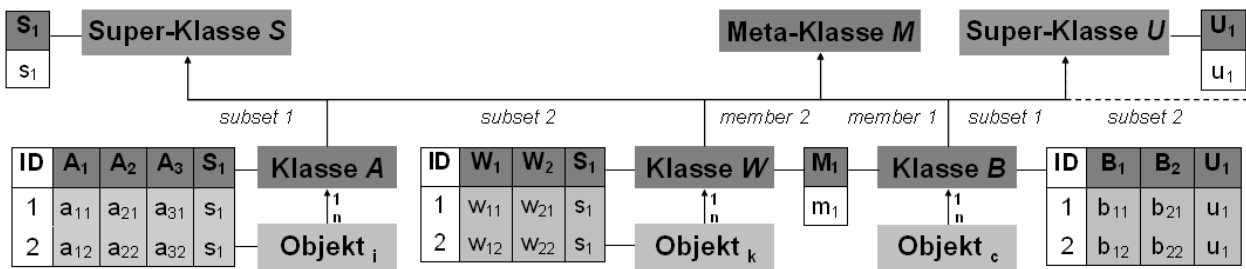 S₁ Super-Klasse S Meta-Klasse M Super-Klasse U U₁
s₁ u₁
subset 1 subset 2 member 2 member 1 subset 1 subset 2
ID A₁ A₂ A₃ S₁ Klasse A ID W₁ W₂ S₁ Klasse W M₁ Klasse B ID B₁ B₂ U₁
1 a₁₁ a₂₁ a₃₁ s₁ 1 n 1 w₁₁ w₂₁ s₁ 1 n m₁ 1 n 1 b₁₁ b₂₁ u₁
2 a₁₂ a₂₂ a₃₂ s₁ Objekt i 2 w₁₂ w₂₂ s₁ Objekt k Objekt c 2 b₁₂ b₂₂ u₁